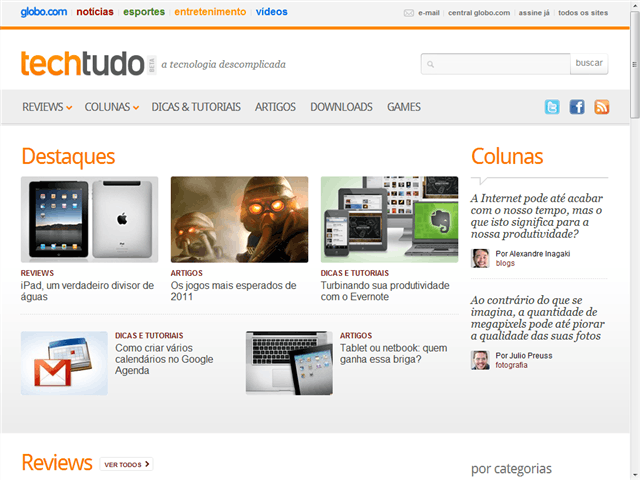 globo.com notícias esportes entretenimento vídeos
e-mail central globo.com assine já todos os sites
techtudo BETA a tecnologia descomplicada
buscar
REVIEWS COLUNAS DICAS & TUTORIAIS ARTIGOS DOWNLOADS GAMES
Destaques
REVIEWS
iPad, um verdadeiro divisor de
águas
ARTIGOS
Os jogos mais esperados de
2011
DICAS E TUTORIAIS
Turbinando sua produtividade
com o Evernote
DICAS E TUTORIAIS
Como criar vários
calendários no Google
Agenda
ARTIGOS
Tablet ou netbook: quem
ganha essa briga?
Colunas
A Internet pode até acabar
com o nosso tempo, mas o
que isto significa para a
nossa produtividade?
Por Alexandre Inagaki
blogs
Ao contrário do que se
imagina, a quantidade de
megapixels pode até piorar
a qualidade das suas fotos
Por Julio Preuss
fotografia
Reviews VER TODOS
por categorias